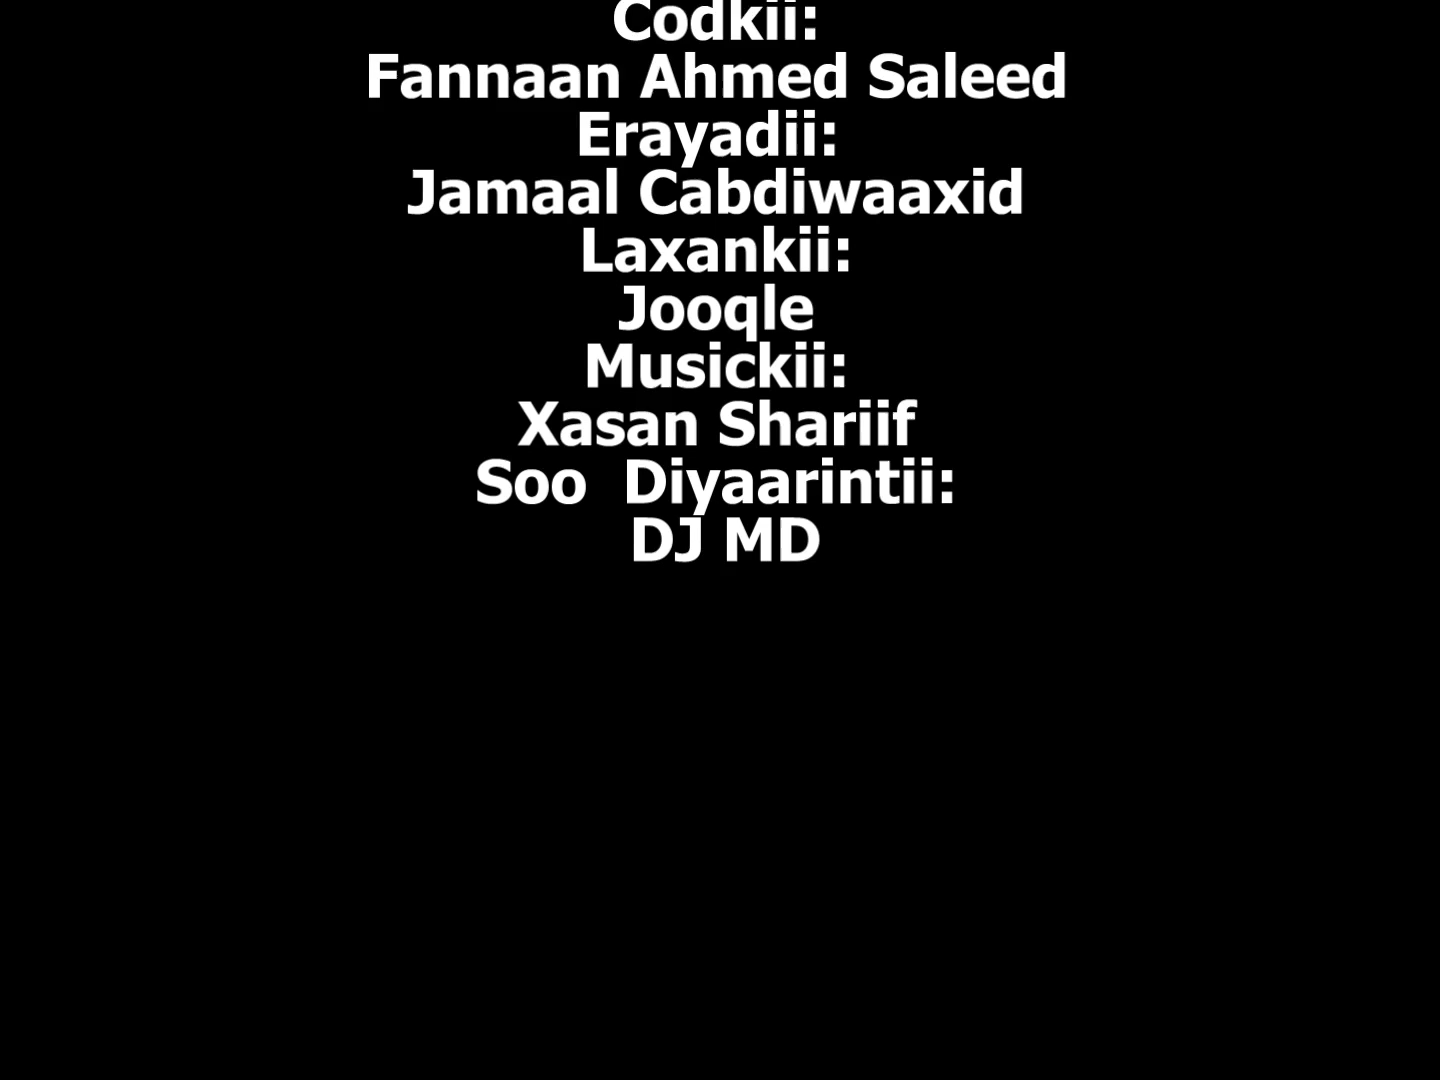 Codkii:
Fannaan Ahmed Saleed
Erayadii:
Jamaal Cabdiwaaxid
Laxankii:
Jooqle
Musickii:
Xasan Shariif
Soo  Diyaarintii:
DJ MD